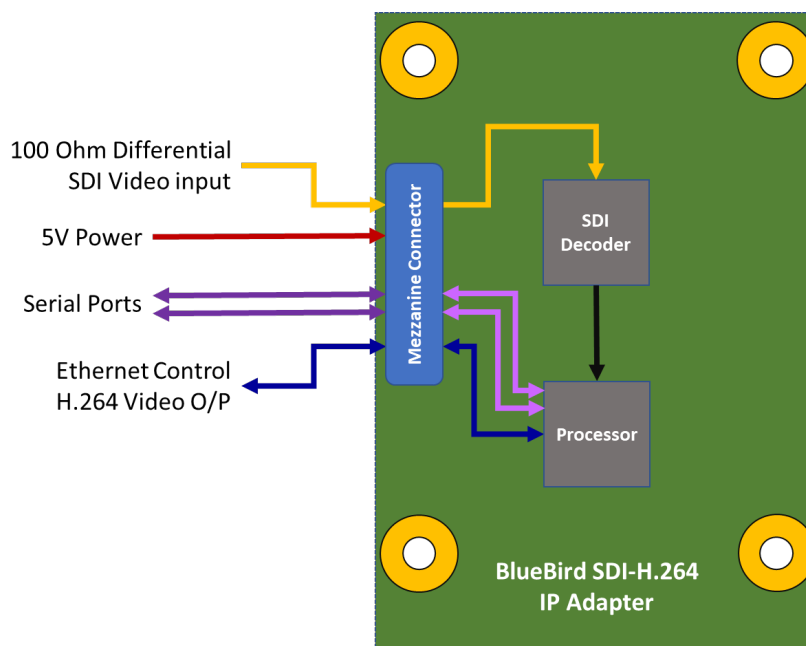 100 Ohm Differential
SDI Video input
5V Power
Serial Ports
Ethernet Control
H.264 Video O/P
Mezzanine Connector
SDI
Decoder
Processor
BlueBird SDI-H.264
IP Adapter